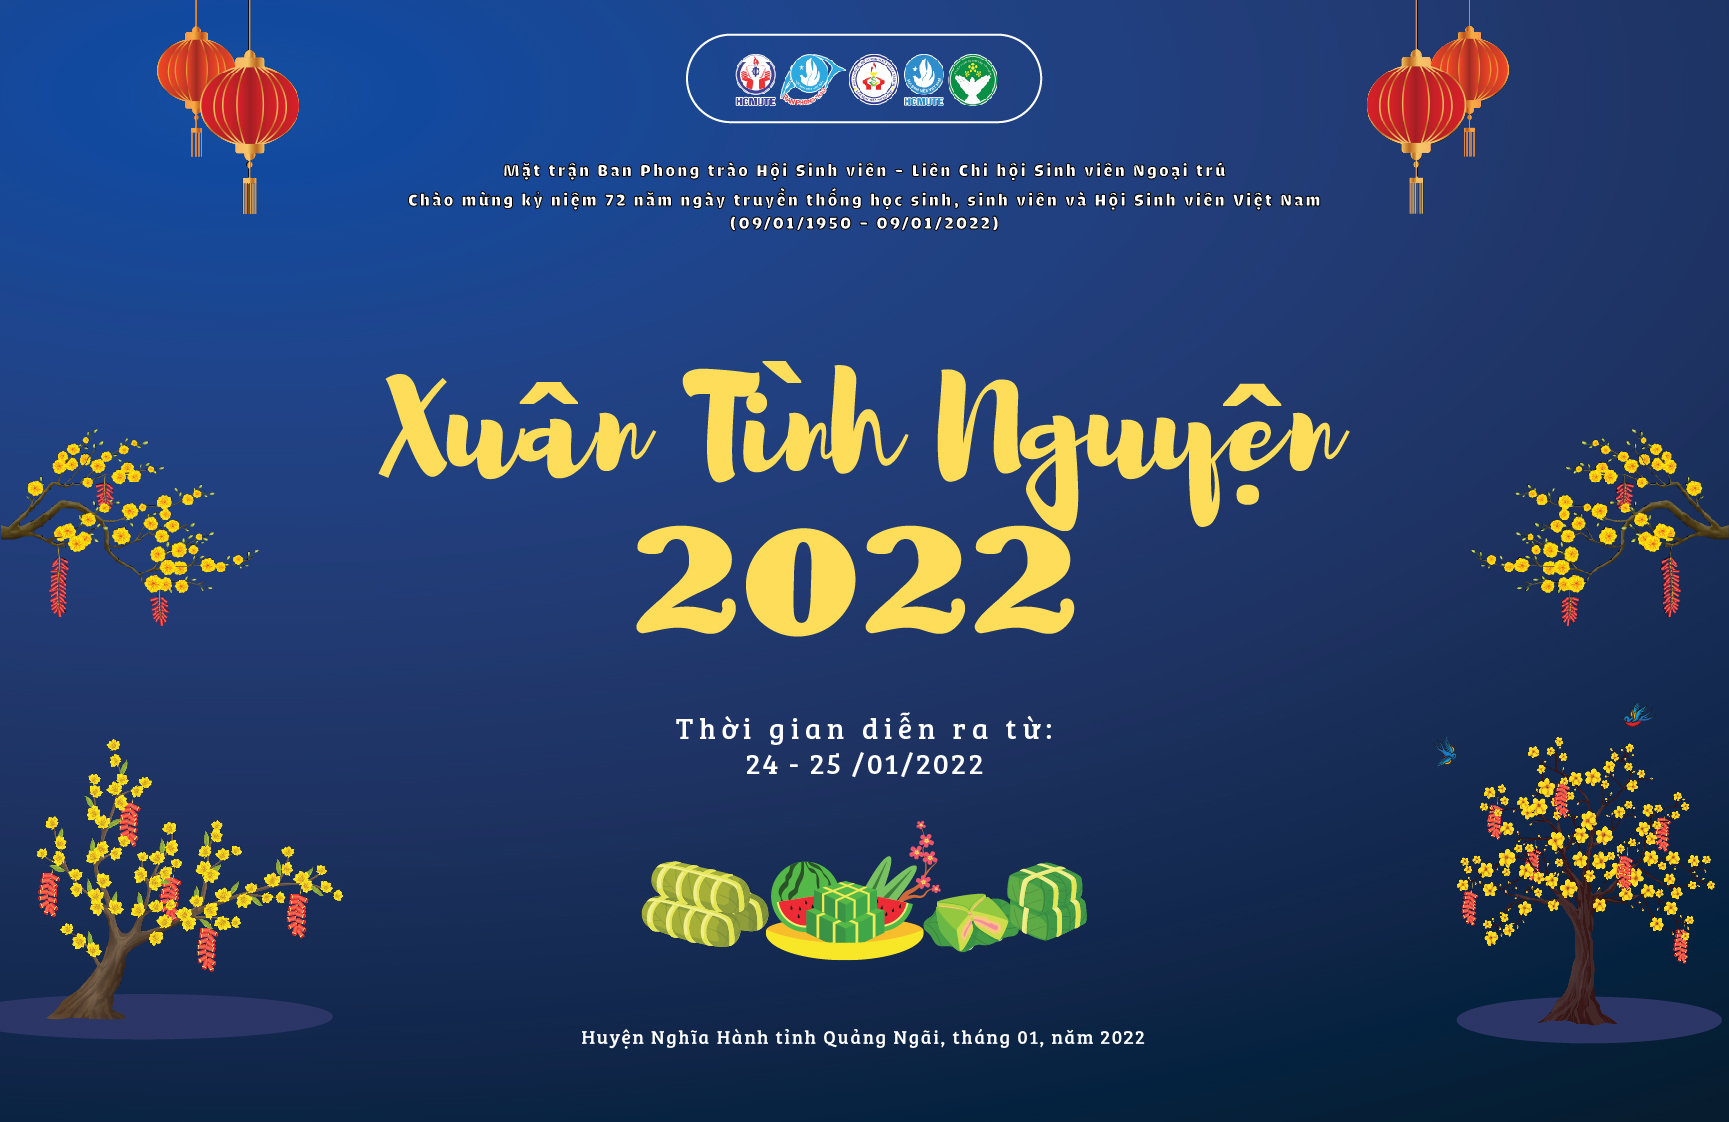 HCMUTE
HCMUTE
Mặt trận Ban Phong trào Hội Sinh viên - Liên Chi hội Sinh viên Ngoại trú
Chào mừng kỷ niệm 72 năm ngày truyền thống học sinh, sinh viên và Hội Sinh viên Việt Nam
(09/01/1950 - 09/01/2022)
Xuân Tình Nguyện
2022
Thời gian diễn ra từ:
24 - 25 /01/2022
Huyện Nghĩa Hành tỉnh Quảng Ngãi, tháng 01, năm 2022